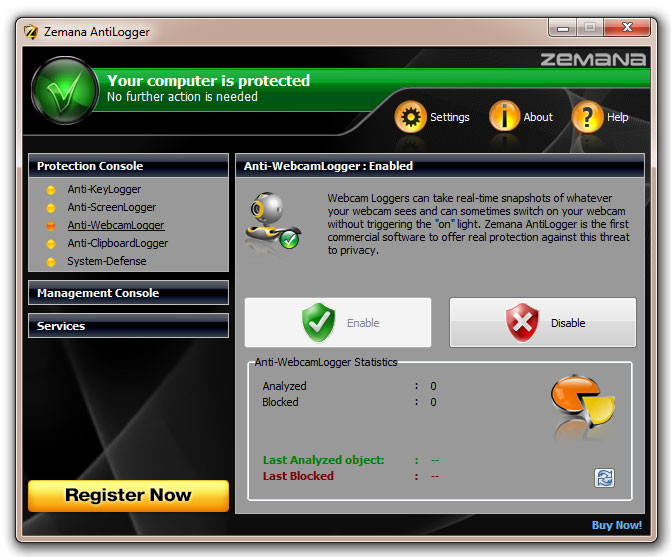 Zemana AntiLogger
ZEMANA
Your computer is protected
No further action is needed
Settings
About
Help
Protection Console
Anti-KeyLogger
Anti-ScreenLogger
Anti-WebcamLogger
Anti-ClipboardLogger
System-Defense
Management Console
Services
Register Now
Anti-WebcamLogger : Enabled
Webcam Loggers can take real-time snapshots of whatever
your webcam sees and can sometimes switch on your webcam
without triggering the "on" light. Zemana AntiLogger is the first
commercial software to offer real protection against this threat
to privacy.
Enable
Disable
Anti-WebcamLogger Statistics
Analyzed : 0
Blocked : 0
Last Analyzed object: : --
Last Blocked : --
Buy Now!